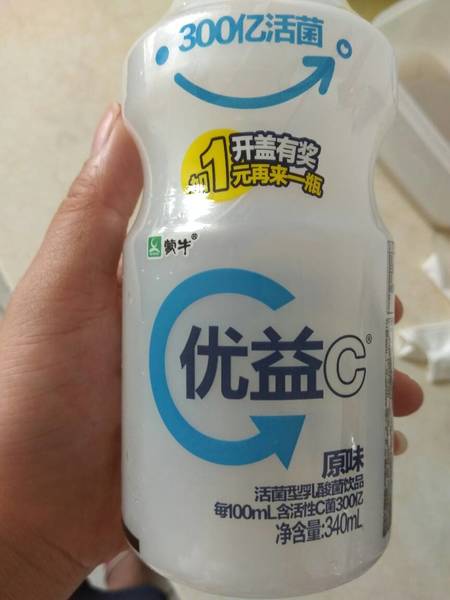 300亿活菌
开盖有奖
加1元再来一瓶
蒙牛®
优益C®
原味
活菌型乳酸菌饮品
每100mL含活性C菌300亿
净含量:340mL